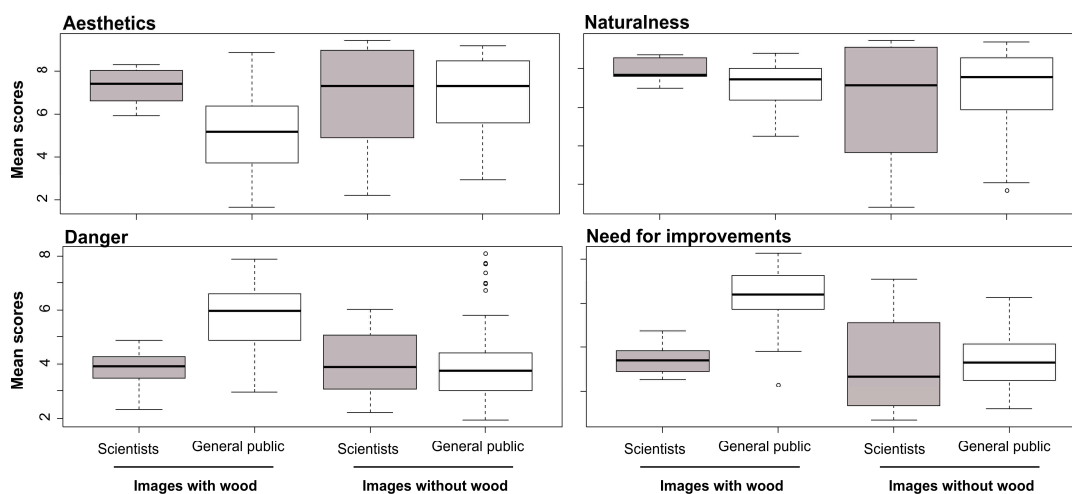 Aesthetics
Naturalness
Mean scores
8
6
4
2
Danger
Need for improvements
Mean scores
8
6
4
2
Scientists General public Scientists General public
Scientists General public Scientists General public
Images with wood Images without wood
Images with wood Images without wood